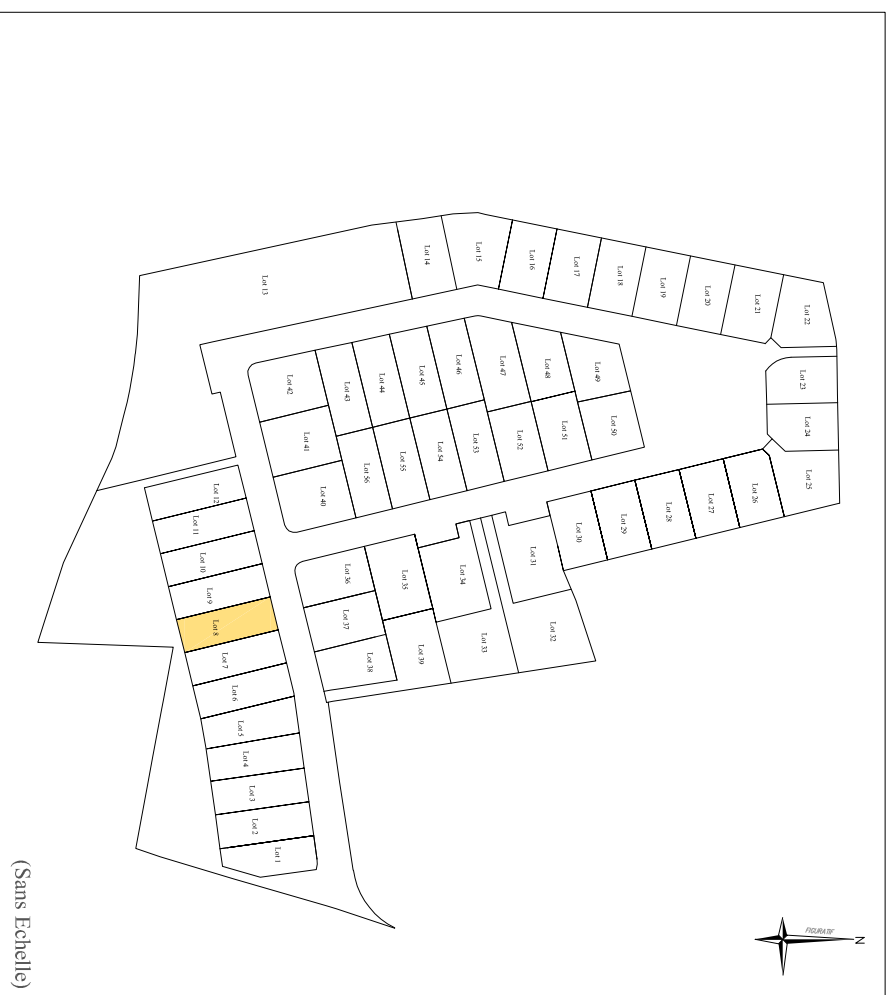 Lot 1
Lot 2
Lot 3
Lot 4
Lot 5
Lot 6
Lot 7
Lot 8
Lot 9
Lot 10
Lot 11
Lot 12
Lot 13
Lot 14
Lot 15
Lot 16
Lot 17
Lot 18
Lot 19
Lot 20
Lot 21
Lot 22
Lot 23
Lot 24
Lot 25
Lot 26
Lot 27
Lot 28
Lot 29
Lot 30
Lot 31
Lot 32
Lot 33
Lot 34
Lot 35
Lot 36
Lot 37
Lot 38
Lot 39
Lot 40
Lot 41
Lot 42
Lot 43
Lot 44
Lot 45
Lot 46
Lot 47
Lot 48
Lot 49
Lot 50
Lot 51
Lot 52
Lot 53
Lot 54
Lot 55
Lot 56
FIGURATIF
N
(Sans Echelle)